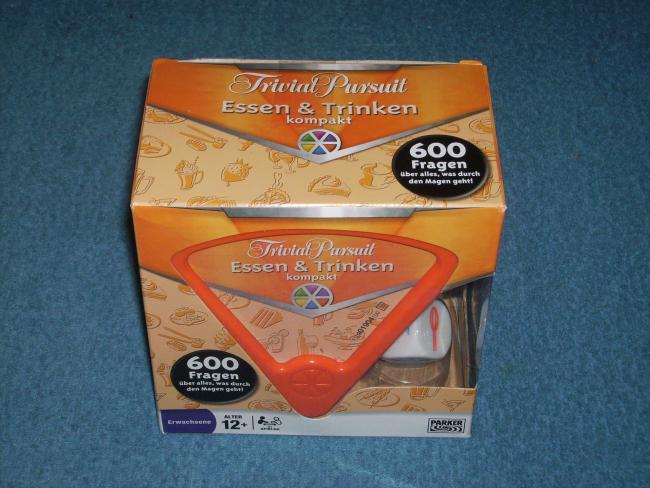 Trivial Pursuit
Essen & Trinken
kompakt
600
Fragen
über alles, was durch
den Magen geht!
Trivial Pursuit
Essen & Trinken
kompakt
600
Fragen
über alles, was durch
den Magen geht!
Erwachsene
ALTER
12+
PARKER